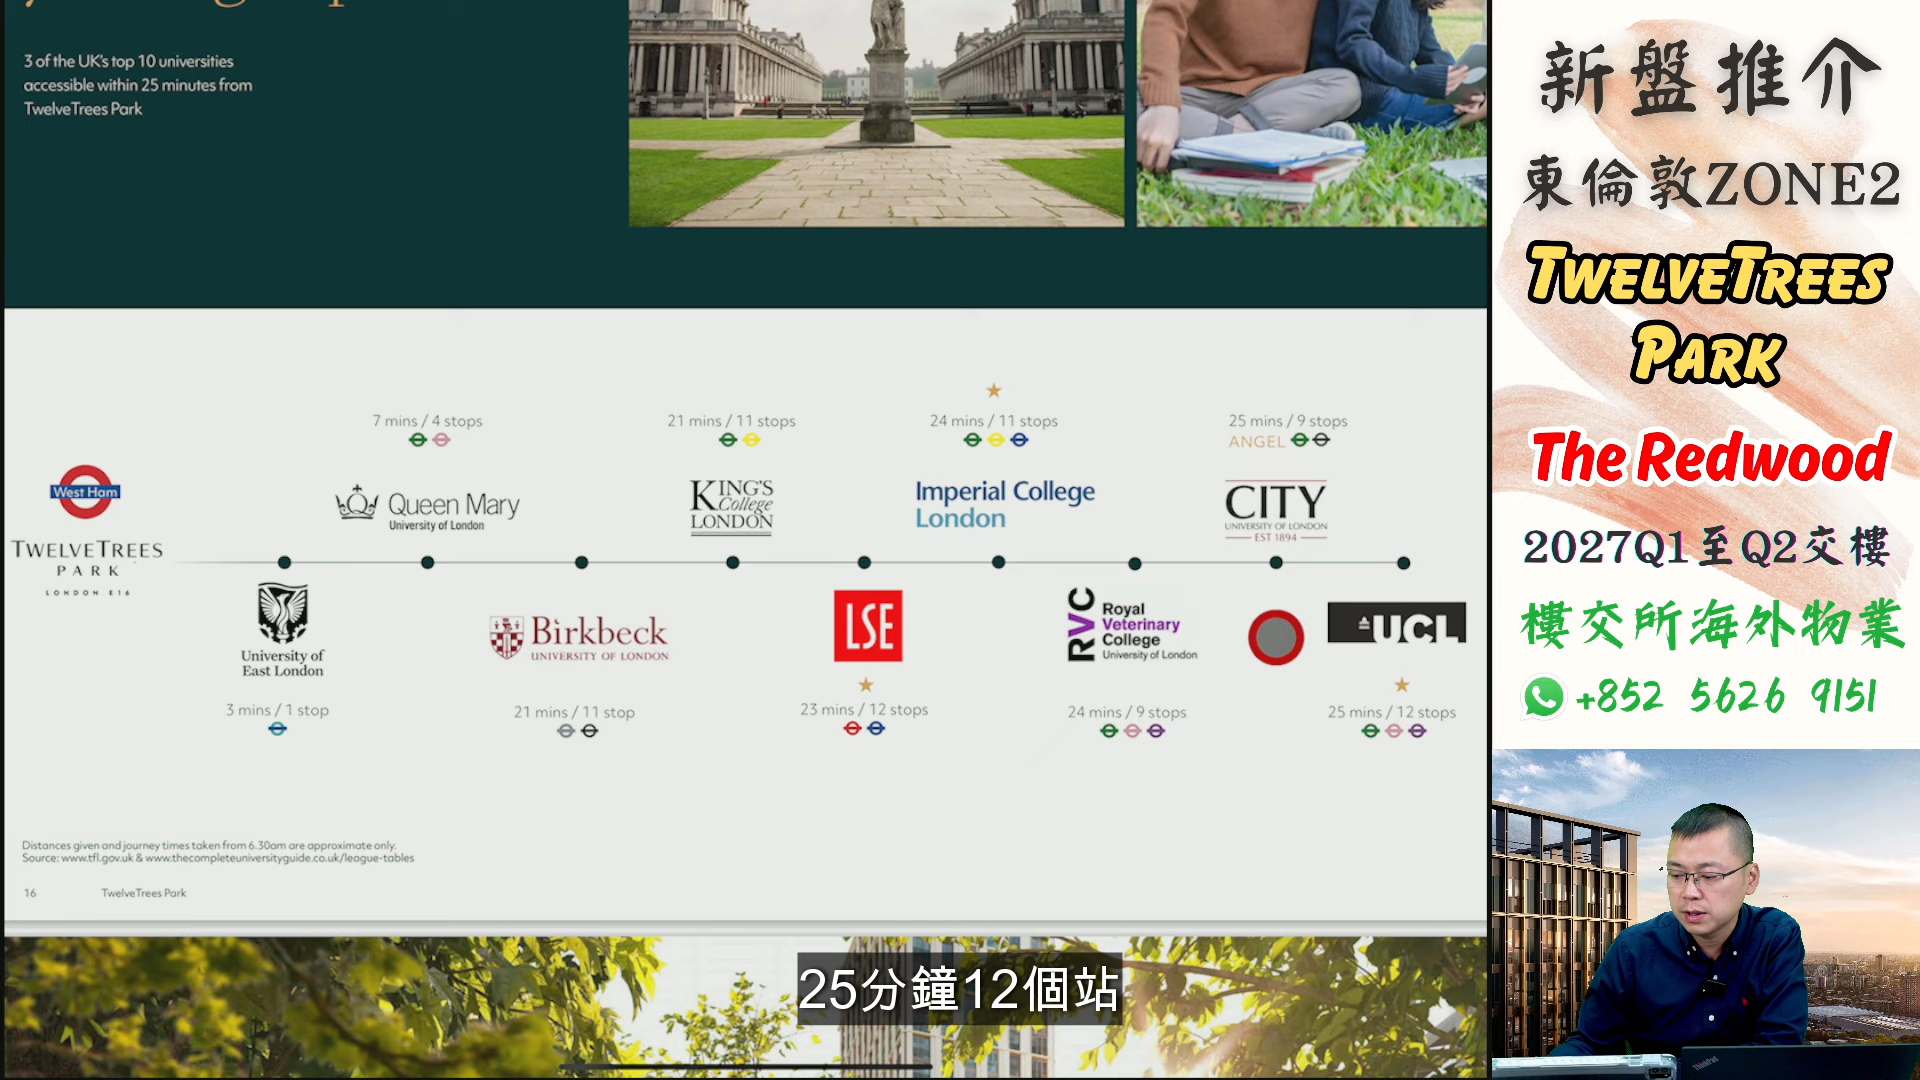 3 of the UK's top 10 universities
accessible within 25 minutes from
TwelveTrees Park
7 mins / 4 stops
21 mins / 11 stops
24 mins / 11 stops
25 mins / 9 stops
ANGEL
West Ham
TWELVETREES
PARK
LONDON E16
Queen Mary
University of London
KING'S
College
LONDON
Imperial College
London
CITY
UNIVERSITY OF LONDON
EST 1894
University of
East London
Birkbeck
UNIVERSITY OF LONDON
LSE
RVC
Royal
Veterinary
College
University of London
UCL
3 mins / 1 stop
21 mins / 11 stop
23 mins / 12 stops
24 mins / 9 stops
25 mins / 12 stops
Distances given and journey times taken from 6.30am are approximate only.
Source: www.tfl.gov.uk & www.thecompleteuniversityguide.co.uk/league-tables
16 TwelveTrees Park
25分鐘12個站
新盤推介
東倫敦ZONE2
TWELVETREES
PARK
The Redwood
2027Q1至Q2交樓
樓交所海外物業
+852 5626 9151
ThinkPad